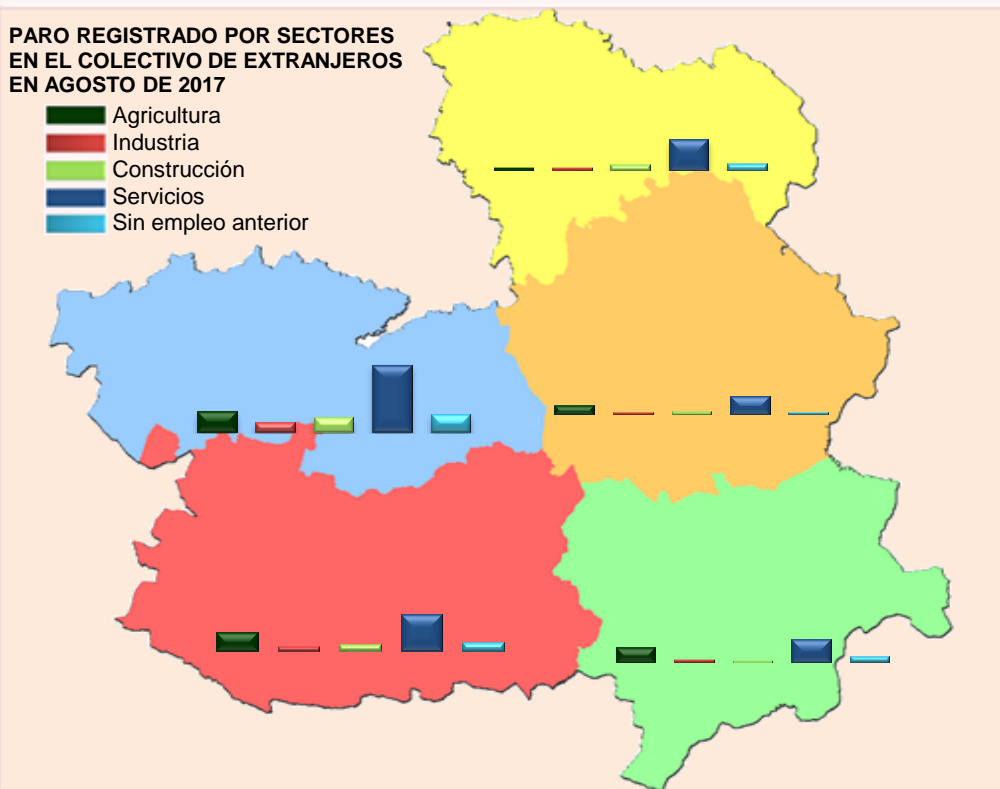 PARO REGISTRADO POR SECTORES
EN EL COLECTIVO DE EXTRANJEROS
EN AGOSTO DE 2017
Agricultura
Industria
Construcción
Servicios
Sin empleo anterior